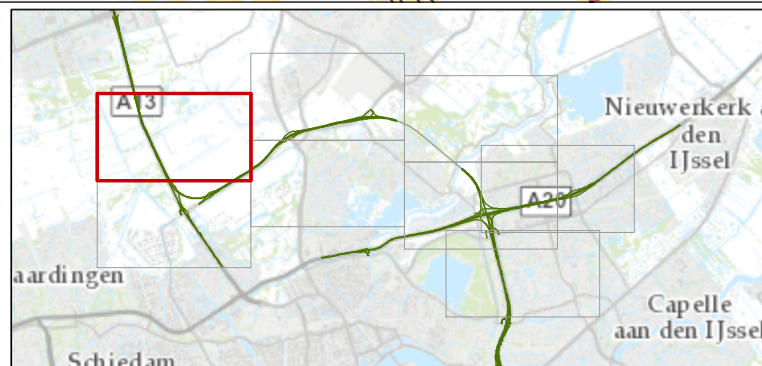 A13
Nieuwerkerk a
den
IJssel
A20
aardingen
Capelle
aan den IJssel
Schiedam